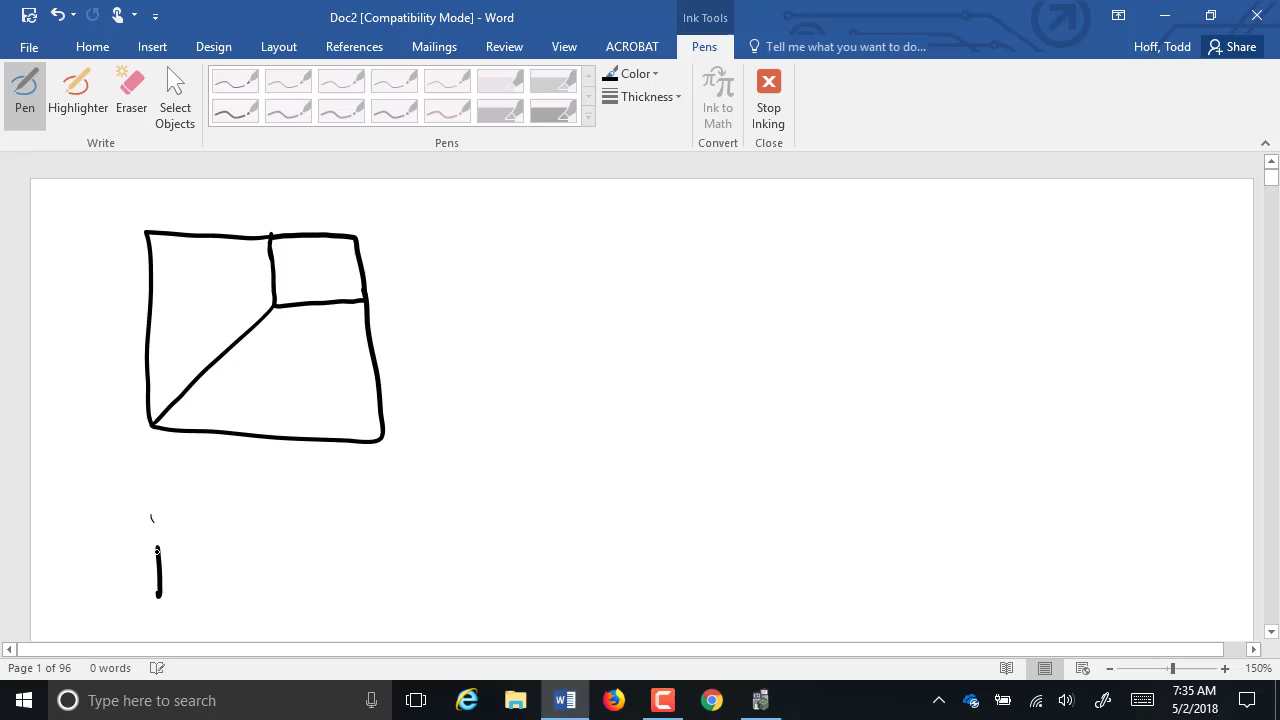 Doc2 [Compatibility Mode] - Word
Ink Tools
File
Home
Insert
Design
Layout
References
Mailings
Review
View
ACROBAT
Pens
Tell me what you want to do...
Hoff, Todd
Share
Pen
Highlighter
Eraser
Select Objects
Color
Thickness
Ink to Math
Stop Inking
Write
Pens
Convert
Close
Page 1 of 96
0 words
150%
Type here to search
7:35 AM
5/2/2018